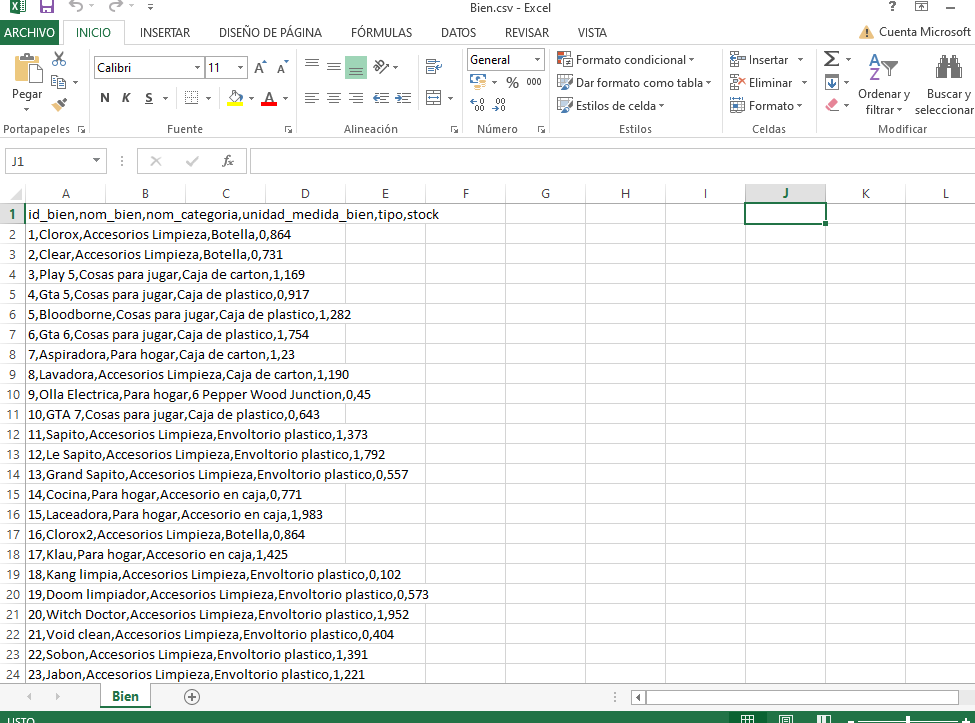 Bien.csv - Excel
?
ARCHIVO INICIO INSERTAR DISEÑO DE PÁGINA FÓRMULAS DATOS REVISAR VISTA Cuenta Microsoft
Pegar
Calibri 11
N K S
General
% 000
Formato condicional
Dar formato como tabla
Estilos de celda
Insertar
Eliminar
Formato
Ordenar y
filtrar
Buscar y
seleccionar
Portapapeles Fuente Alineación Número Estilos Celdas Modificar
J1 fx
A B C D E F G H I J K L
1 id_bien,nom_bien,nom_categoria,unidad_medida_bien,tipo,stock
2 1,Clorox,Accesorios Limpieza,Botella,0,864
3 2,Clear,Accesorios Limpieza,Botella,0,731
4 3,Play 5,Cosas para jugar,Caja de carton,1,169
5 4,Gta 5,Cosas para jugar,Caja de plastico,0,917
6 5,Bloodborne,Cosas para jugar,Caja de plastico,1,282
7 6,Gta 6,Cosas para jugar,Caja de plastico,1,754
8 7,Aspiradora,Para hogar,Caja de carton,1,23
9 8,Lavadora,Accesorios Limpieza,Caja de carton,1,190
10 9,Olla Electrica,Para hogar,6 Pepper Wood Junction,0,45
11 10,GTA 7,Cosas para jugar,Caja de plastico,0,643
12 11,Sapito,Accesorios Limpieza,Envoltorio plastico,1,373
13 12,Le Sapito,Accesorios Limpieza,Envoltorio plastico,1,792
14 13,Grand Sapito,Accesorios Limpieza,Envoltorio plastico,0,557
15 14,Cocina,Para hogar,Accesorio en caja,0,771
16 15,Laceadora,Para hogar,Accesorio en caja,1,983
17 16,Clorox2,Accesorios Limpieza,Botella,0,864
18 17,Klau,Para hogar,Accesorio en caja,1,425
19 18,Kang limpia,Accesorios Limpieza,Envoltorio plastico,0,102
20 19,Doom limpiador,Accesorios Limpieza,Envoltorio plastico,0,573
21 20,Witch Doctor,Accesorios Limpieza,Envoltorio plastico,1,952
22 21,Void clean,Accesorios Limpieza,Envoltorio plastico,0,404
23 22,Sobon,Accesorios Limpieza,Envoltorio plastico,1,391
24 23,Jabon,Accesorios Limpieza,Envoltorio plastico,1,221
Bien
LISTO